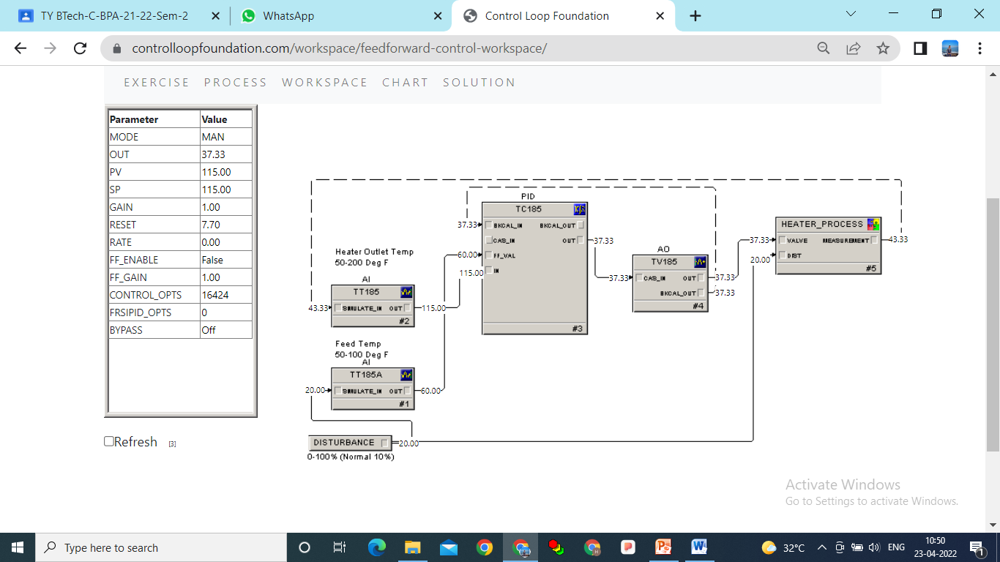 TY BTech-C-BPA-21-22-Sem-2
WhatsApp
Control Loop Foundation
controlloopfoundation.com/workspace/feedforward-control-workspace/
EXERCISE PROCESS WORKSPACE CHART SOLUTION
Parameter Value
MODE MAN
OUT 37.33
PV 115.00
SP 115.00
GAIN 1.00
RESET 7.70
RATE 0.00
FF_ENABLE False
FF_GAIN 1.00
CONTROL_OPTS 16424
FRSIPID_OPTS 0
BYPASS Off
Refresh [3]
PID
TC185
37.33 BKCAL_IN BKCAL_OUT
CAS_IN OUT 37.33
60.00 FF_VAL
115.00 IN
#3
Heater Outlet Temp
50-200 Deg F
AI
TT185
43.33 SIMULATE_IN OUT 115.00
#2
Feed Temp
50-100 Deg F
AI
TT185A
20.00 SIMULATE_IN OUT 60.00
#1
DISTURBANCE 20.00
0-100% (Normal 10%)
AO
TV185
37.33 CAS_IN OUT 37.33
BKCAL_OUT 37.33
#4
HEATER_PROCESS
37.33 VALVE MEASUREMENT 43.33
20.00 DIST
#5
Activate Windows
Go to Settings to activate Windows.
Type here to search
32°C
ENG
10:50
23-04-2022
1